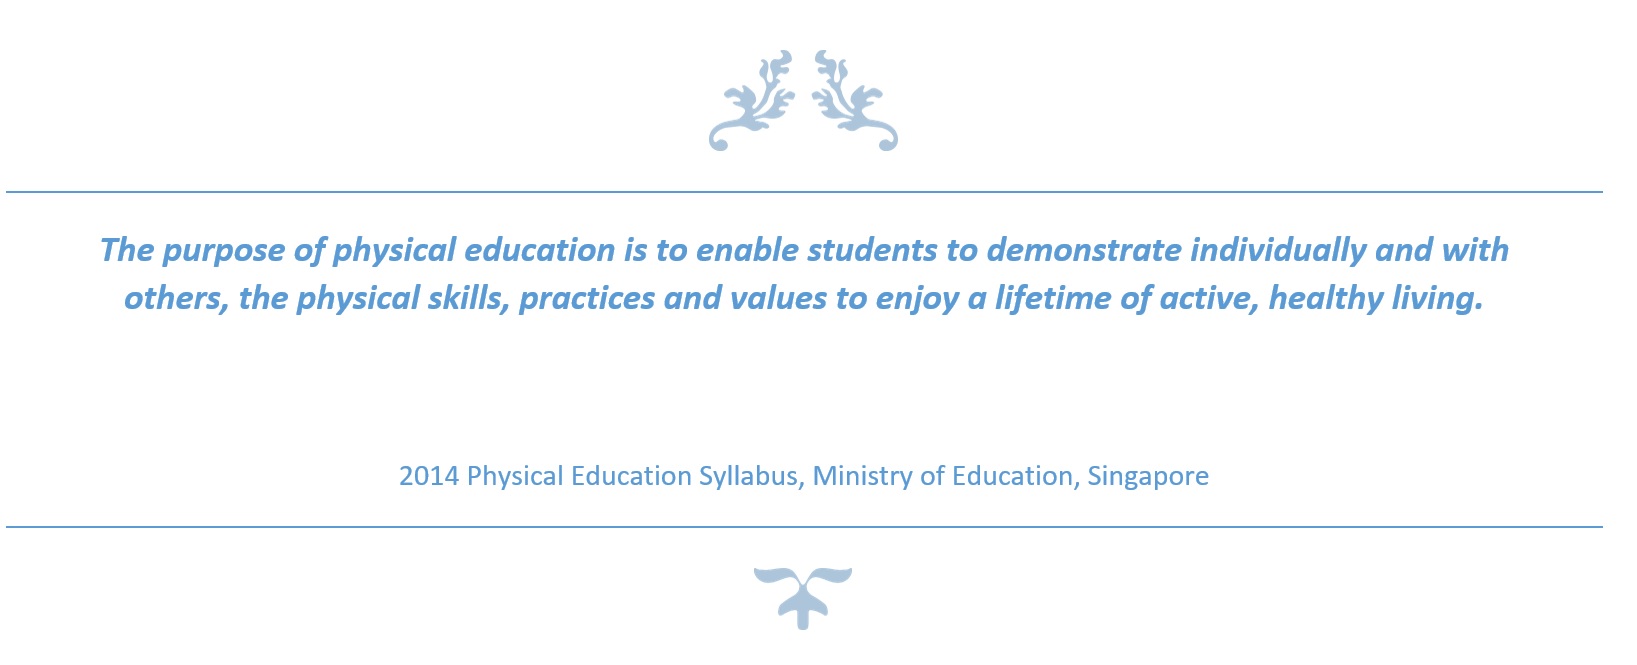 The purpose of physical education is to enable students to demonstrate individually and with
others, the physical skills, practices and values to enjoy a lifetime of active, healthy living.
2014 Physical Education Syllabus, Ministry of Education, Singapore